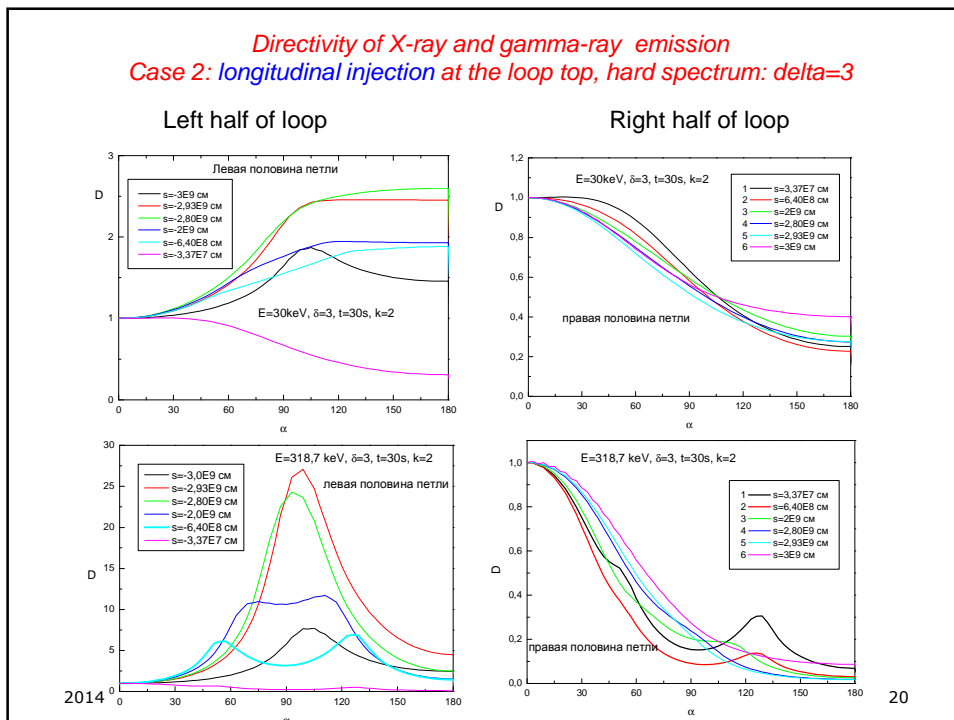 Directivity of X-ray and gamma-ray emission
Case 2: longitudinal injection at the loop top, hard spectrum: delta=3
Left half of loop
Right half of loop
Левая половина петли
s=-3E9 см
s=-2,93E9 см
s=-2,80E9 см
s=-2E9 см
s=-6,40E8 см
s=-3,37E7 см
E=30keV, δ=3, t=30s, k=2
D
3
2
1
0
0 30 60 90 120 150 180
α
E=30keV, δ=3, t=30s, k=2
1 s=3,37E7 см
2 s=6,40E8 см
3 s=2E9 см
4 s=2,80E9 см
5 s=2,93E9 см
6 s=3E9 см
правая половина петли
D
1,2
1,0
0,8
0,6
0,4
0,2
0,0
0 30 60 90 120 150 180
α
E=318,7 keV, δ=3, t=30s, k=2
левая половина петли
s=-3,0E9 см
s=-2,93E9 см
s=-2,80E9 см
s=-2,0E9 см
s=-6,40E8 см
s=-3,37E7 см
D
30
25
20
15
10
5
0
0 30 60 90 120 150 180
α
E=318,7 keV, δ=3, t=30s, k=2
1 s=3,37E7 см
2 s=6,40E8 см
3 s=2E9 см
4 s=2,80E9 см
5 s=2,93E9 см
6 s=3E9 см
правая половина петли
D
1,0
0,8
0,6
0,4
0,2
0,0
0 30 60 90 120 150 180
α
2014
20